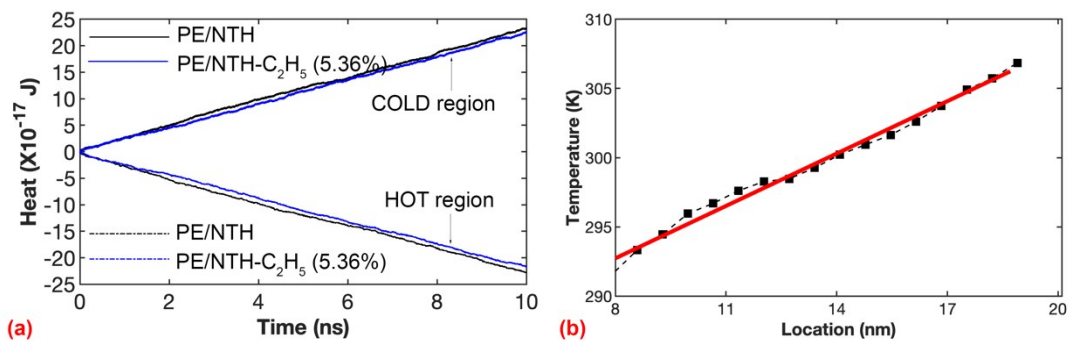 25
20
15
10
5
0
-5
-10
-15
-20
-25
Heat (X10⁻¹⁷ J)
PE/NTH
PE/NTH-C₂H₅ (5.36%)
COLD region
HOT region
PE/NTH
PE/NTH-C₂H₅ (5.36%)
0 2 4 6 8 10
Time (ns)
(a)
310
305
300
295
290
Temperature (K)
8 11 14 17 20
Location (nm)
(b)